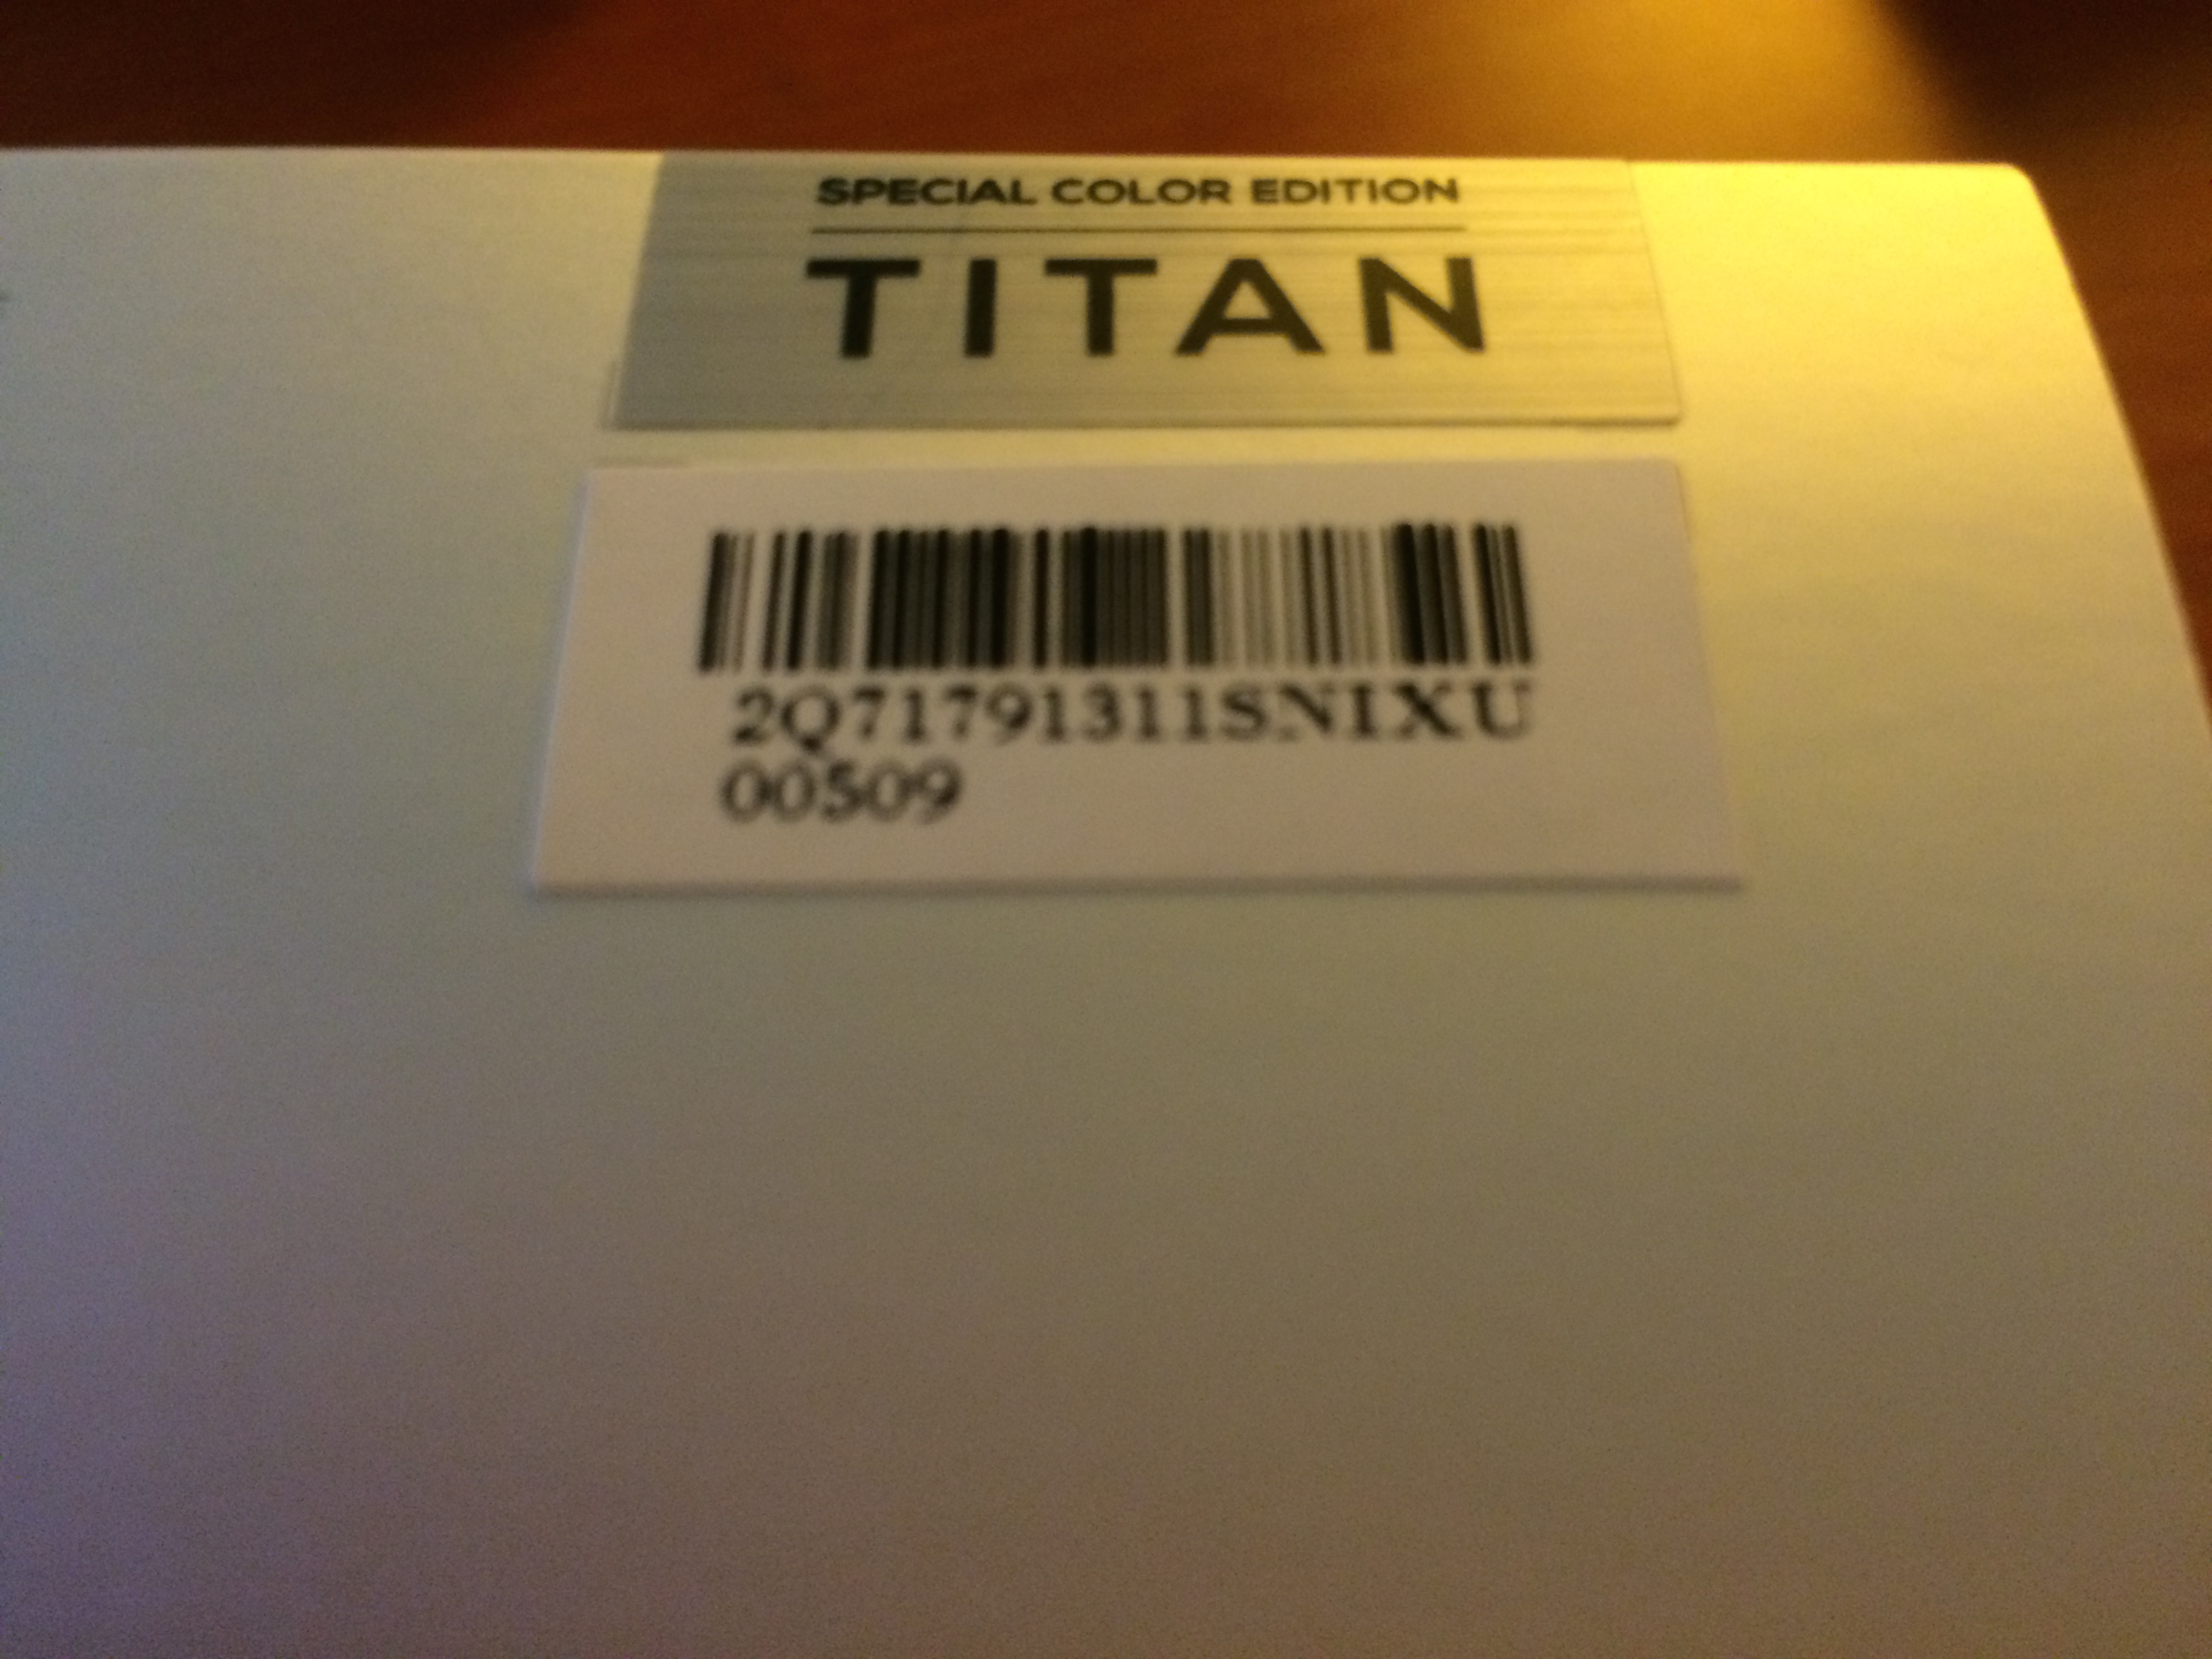 SPECIAL COLOR EDITION
TITAN
2Q71791311SNIXU
00509